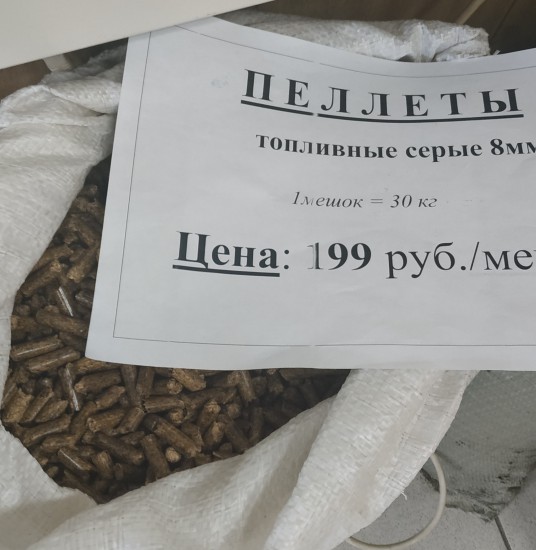 ПЕЛЛЕТЫ
топливные серые 8мм
1мешок = 30 кг
Цена: 199 руб./ме